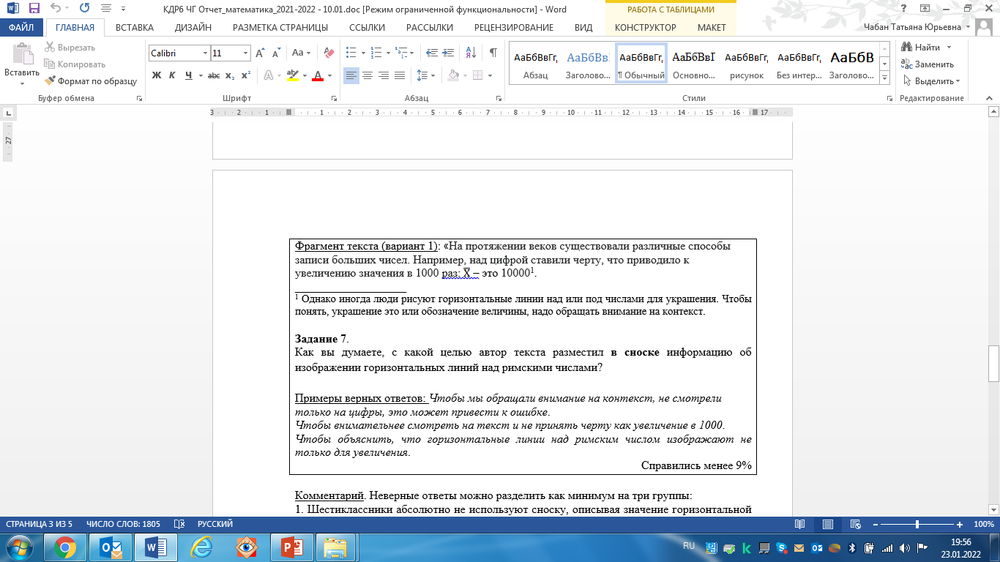 КДР6 ЧГ Отчет_математика_2021-2022 - 10.01.doc [Режим ограниченной функциональности] - Word
РАБОТА С ТАБЛИЦАМИ
ФАЙЛ ГЛАВНАЯ ВСТАВКА ДИЗАЙН РАЗМЕТКА СТРАНИЦЫ ССЫЛКИ РАССЫЛКИ РЕЦЕНЗИРОВАНИЕ ВИД КОНСТРУКТОР МАКЕТ Чабан Татьяна Юрьевна
Вставить
Вырезать
Копировать
Формат по образцу
Буфер обмена
Calibri 11
Ж К Ч abc x₂ x²
Шрифт
Абзац
АаБбВвГг, АаБбВв АаБбВвГг, АаБбВвІ АаБбВвГг, АаБбВвГг, АаБбВ
Абзац Заголово... ¶ Обычный Основно... рисунок Без интер... Заголово...
Стили
Найти
Заменить
Выделить
Редактирование
3 2 1 1 2 3 4 5 6 7 8 9 10 11 12 13 14 15 16 17
27
Фрагмент текста (вариант 1): «На протяжении веков существовали различные способы
записи больших чисел. Например, над цифрой ставили черту, что приводило к
увеличению значения в 1000 раз: X̅ – это 10000¹.
¹ Однако иногда люди рисуют горизонтальные линии над или под числами для украшения. Чтобы
понять, украшение это или обозначение величины, надо обращать внимание на контекст.
Задание 7.
Как вы думаете, с какой целью автор текста разместил в сноске информацию об
изображении горизонтальных линий над римскими числами?
Примеры верных ответов: Чтобы мы обращали внимание на контекст, не смотрели
только на цифры, это может привести к ошибке.
Чтобы внимательнее смотреть на текст и не принять черту как увеличение в 1000.
Чтобы объяснить, что горизонтальные линии над римским числом изображают не
только для увеличения.
Справились менее 9%
Комментарий. Неверные ответы можно разделить как минимум на три группы:
1. Шестиклассники абсолютно не используют сноску, описывая значение горизонтальной
СТРАНИЦА 3 ИЗ 5 ЧИСЛО СЛОВ: 1805 РУССКИЙ 100%
RU
19:56
23.01.2022